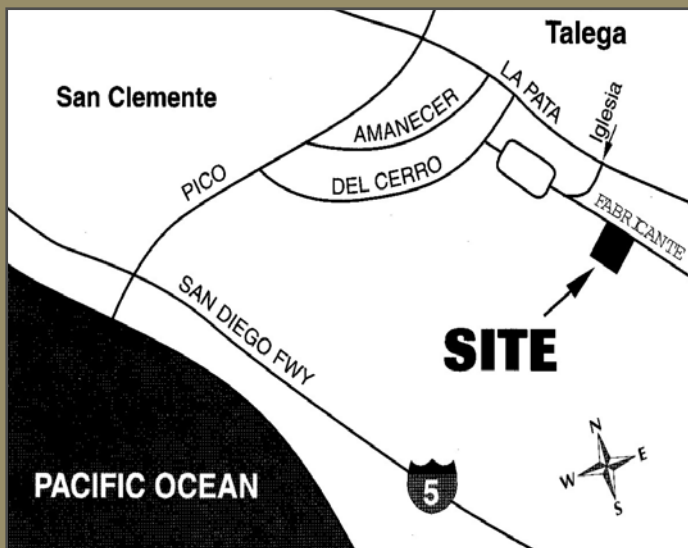 Talega
San Clemente
LA PATA
Iglesia
AMANECER
PICO
DEL CERRO
FABRICANTE
SAN DIEGO FWY
SITE
N
E
W
S
PACIFIC OCEAN
5